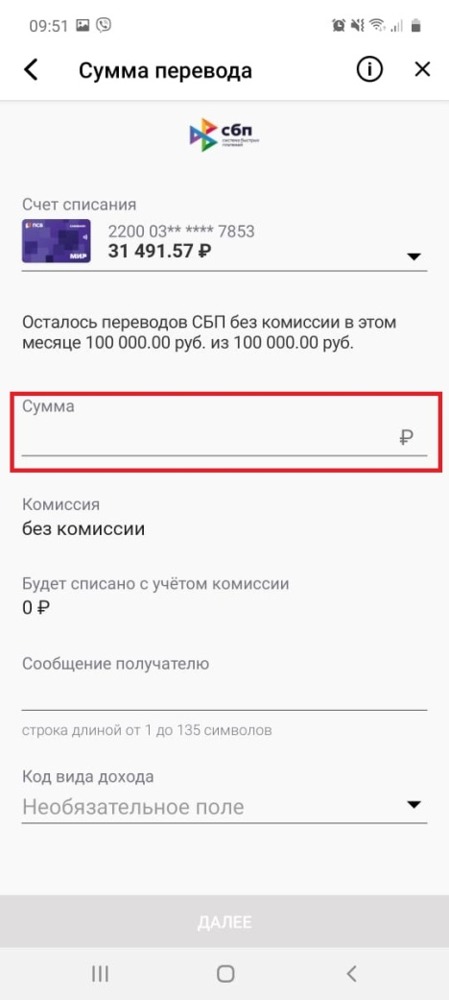 09:51
Сумма перевода
сбп
система быстрых
платежей
Счет списания
ПСБ
МИР
2200 03** **** 7853
31 491.57 ₽
Осталось переводов СБП без комиссии в этом
месяце 100 000.00 руб. из 100 000.00 руб.
Сумма
₽
Комиссия
без комиссии
Будет списано с учётом комиссии
0 ₽
Сообщение получателю
строка длиной от 1 до 135 символов
Код вида дохода
Необязательное поле
ДАЛЕЕ